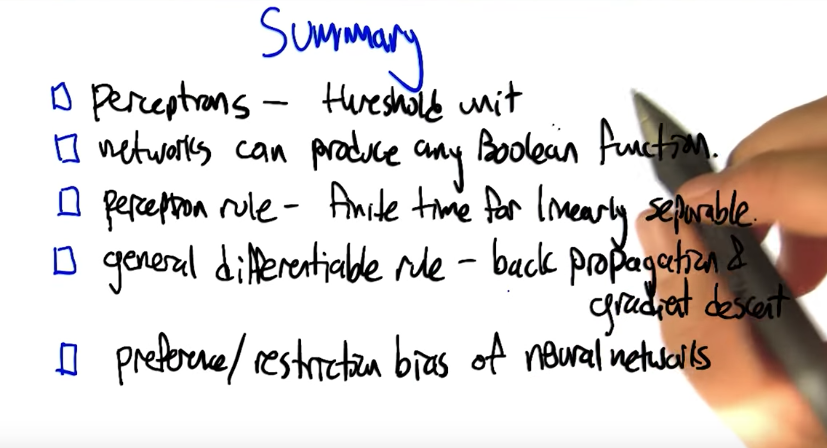 Summary
perceptrons - threshold unit
networks can produce any Boolean function.
perceptron rule - finite time for linearly separable.
general differentiable rule - back propagation &
gradient descent
preference/restriction bias of neural networks